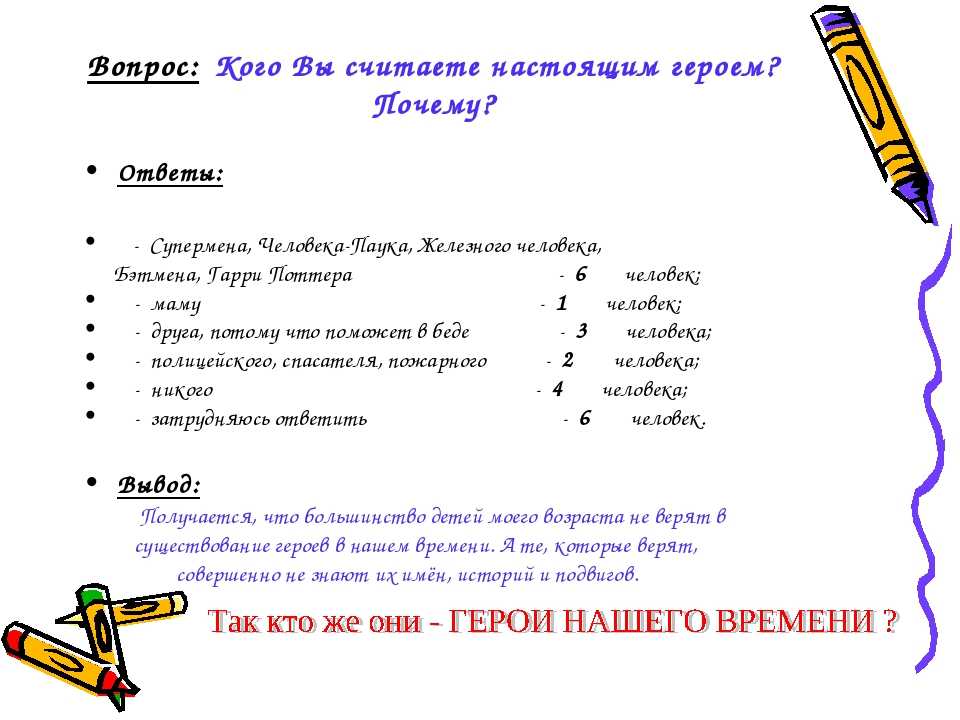 Вопрос: Кого Вы считаете настоящим героем?
Почему?
• Ответы:
• - Супермена, Человека-Паука, Железного человека,
Бэтмена, Гарри Поттера - 6 человек;
• - маму - 1 человек;
• - друга, потому что поможет в беде - 3 человека;
• - полицейского, спасателя, пожарного - 2 человека;
• - никого - 4 человека;
• - затрудняюсь ответить - 6 человек.
• Вывод:
Получается, что большинство детей моего возраста не верят в
существование героев в нашем времени. А те, которые верят,
совершенно не знают их имён, историй и подвигов.
Так кто же они - ГЕРОИ НАШЕГО ВРЕМЕНИ ?